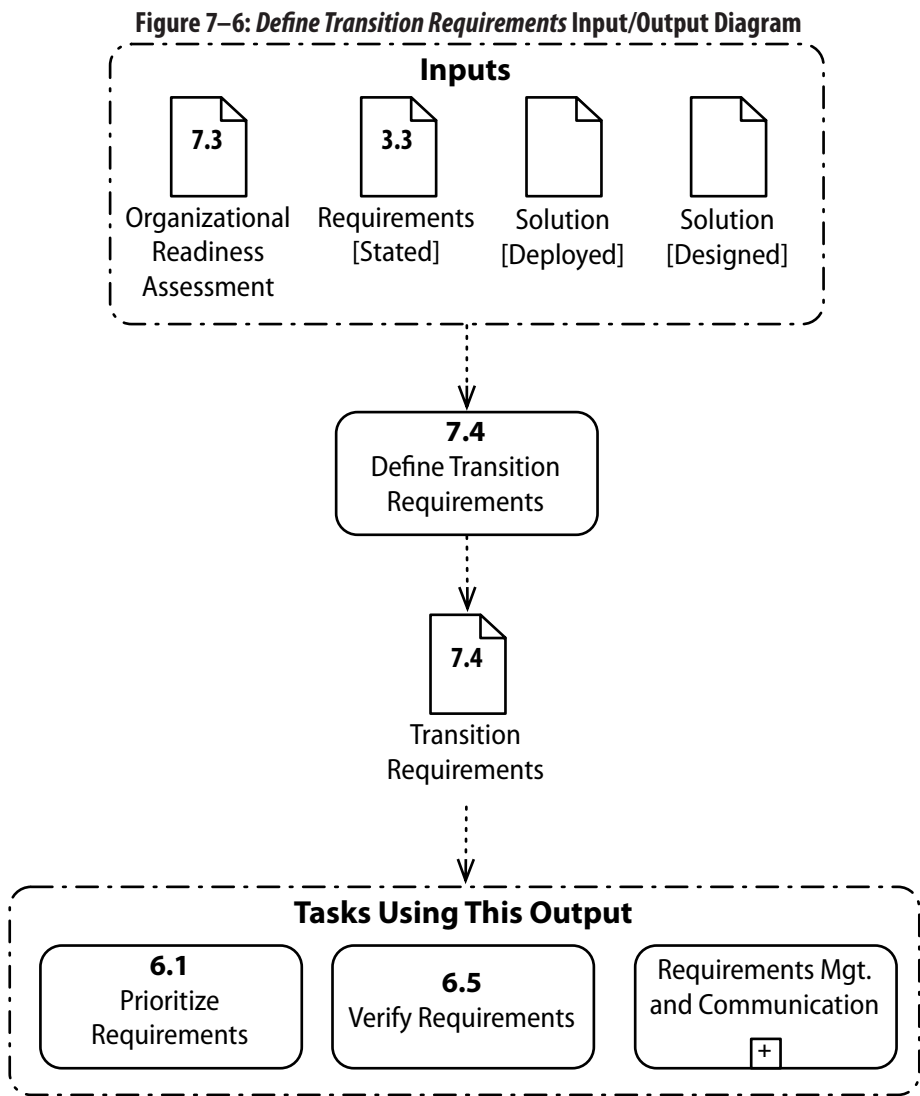 Figure 7–6: Define Transition Requirements Input/Output Diagram
Inputs
7.3
Organizational
Readiness
Assessment
3.3
Requirements
[Stated]
Solution
[Deployed]
Solution
[Designed]
7.4
Define Transition
Requirements
7.4
Transition
Requirements
Tasks Using This Output
6.1
Prioritize
Requirements
6.5
Verify Requirements
Requirements Mgt.
and Communication
+